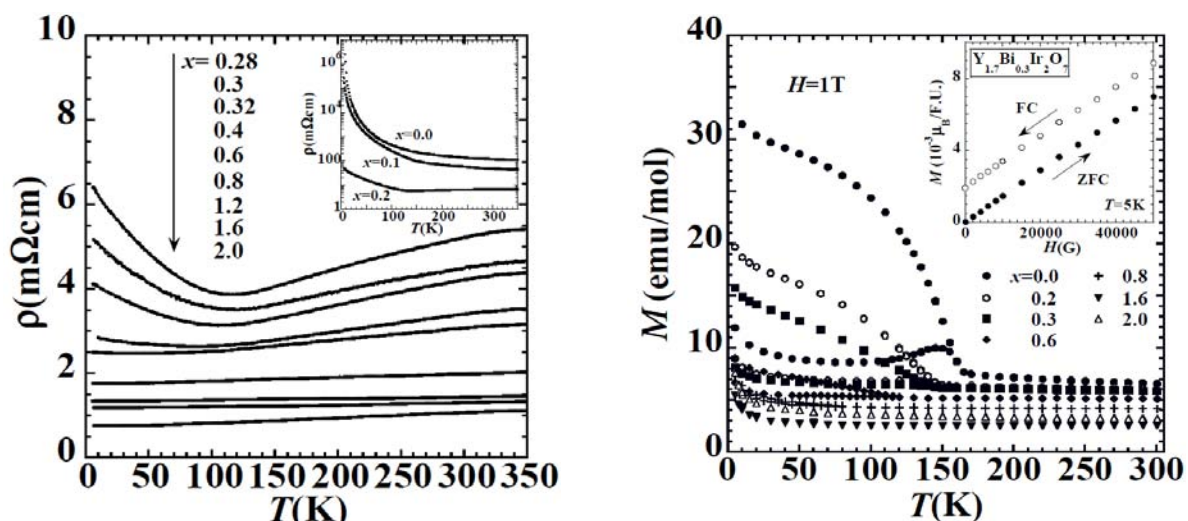 10
8
6
4
2
0
ρ(mΩcm)
x= 0.28
0.3
0.32
0.4
0.6
0.8
1.2
1.6
2.0
10⁶
10⁴
100
1
ρ(mΩcm)
x=0.0
x=0.1
x=0.2
0 100 200 300
T(K)
0 50 100 150 200 250 300 350
T(K)
40
30
20
10
0
M (emu/mol)
H=1T
Y₁.₇Bi₀.₃Ir₂O₇
8
4
0
M (10⁻³μB/F.U.)
FC
ZFC
T=5K
0 20000 40000
H(G)
x=0.0 0.8
0.2 1.6
0.3 2.0
0.6
0 50 100 150 200 250 300
T(K)